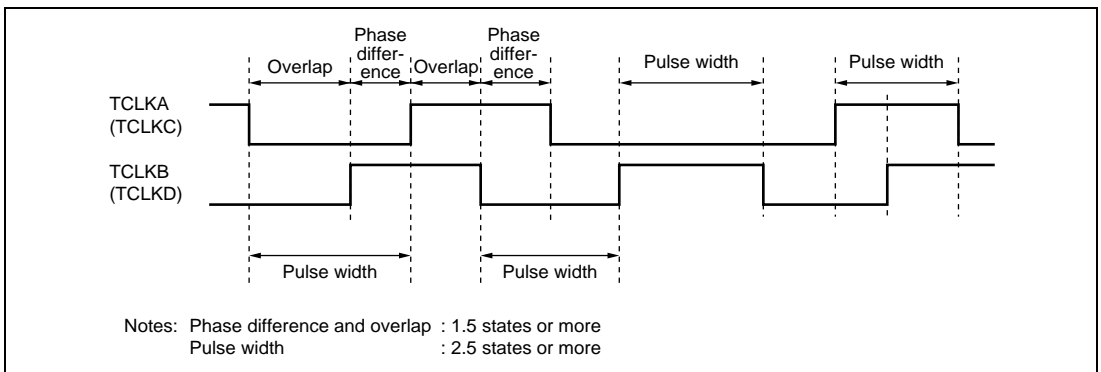 Phase
differ-
ence
Phase
differ-
ence
Overlap
Overlap
Pulse width
Pulse width
TCLKA
(TCLKC)
TCLKB
(TCLKD)
Pulse width
Pulse width
Notes: Phase difference and overlap : 1.5 states or more
Pulse width : 2.5 states or more